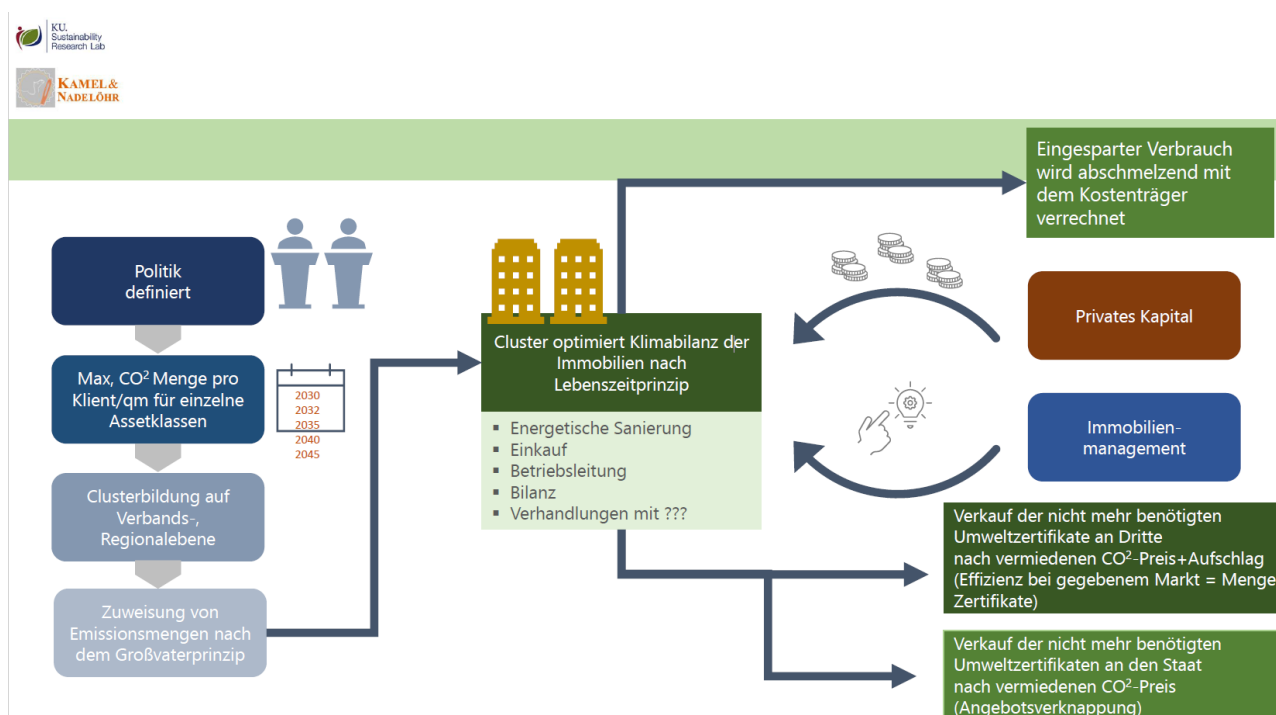 KU.
Sustainability
Research Lab
KAMEL &
NADELÖHR
Eingesparter Verbrauch
wird abschmelzend mit
dem Kostenträger
verrechnet
Politik
definiert
Max, CO² Menge pro
Klient/qm für einzelne
Assetklassen
2030
2032
2035
2040
2045
Clusterbildung auf
Verbands-,
Regionalebene
Zuweisung von
Emissionsmengen nach
dem Großvaterprinzip
Cluster optimiert Klimabilanz der
Immobilien nach
Lebenszeitprinzip
▪ Energetische Sanierung
▪ Einkauf
▪ Betriebsleitung
▪ Bilanz
▪ Verhandlungen mit ???
Privates Kapital
Immobilien-
management
Verkauf der nicht mehr benötigten
Umweltzertifikate an Dritte
nach vermiedenen CO²-Preis+Aufschlag
(Effizienz bei gegebenem Markt = Menge
Zertifikate)
Verkauf der nicht mehr benötigten
Umweltzertifikaten an den Staat
nach vermiedenen CO²-Preis
(Angebotsverknappung)